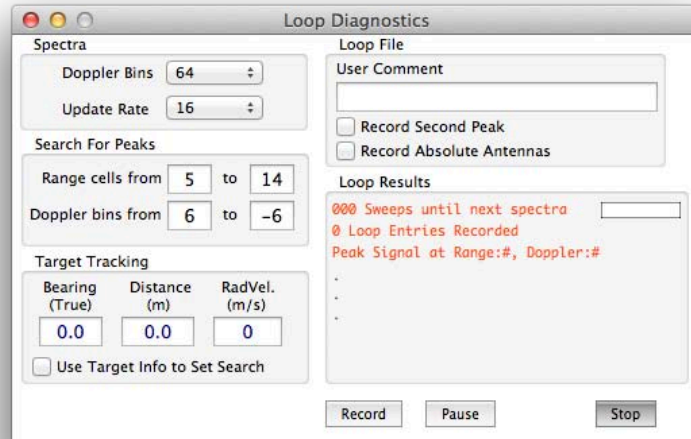 Loop Diagnostics
Spectra
Doppler Bins 64
Update Rate 16
Search For Peaks
Range cells from 5 to 14
Doppler bins from 6 to -6
Target Tracking
Bearing (True)
Distance (m)
RadVel. (m/s)
0.0 0.0 0
Use Target Info to Set Search
Loop File
User Comment
Record Second Peak
Record Absolute Antennas
Loop Results
000 Sweeps until next spectra
0 Loop Entries Recorded
Peak Signal at Range:#, Doppler:#
.
.
.
Record Pause Stop